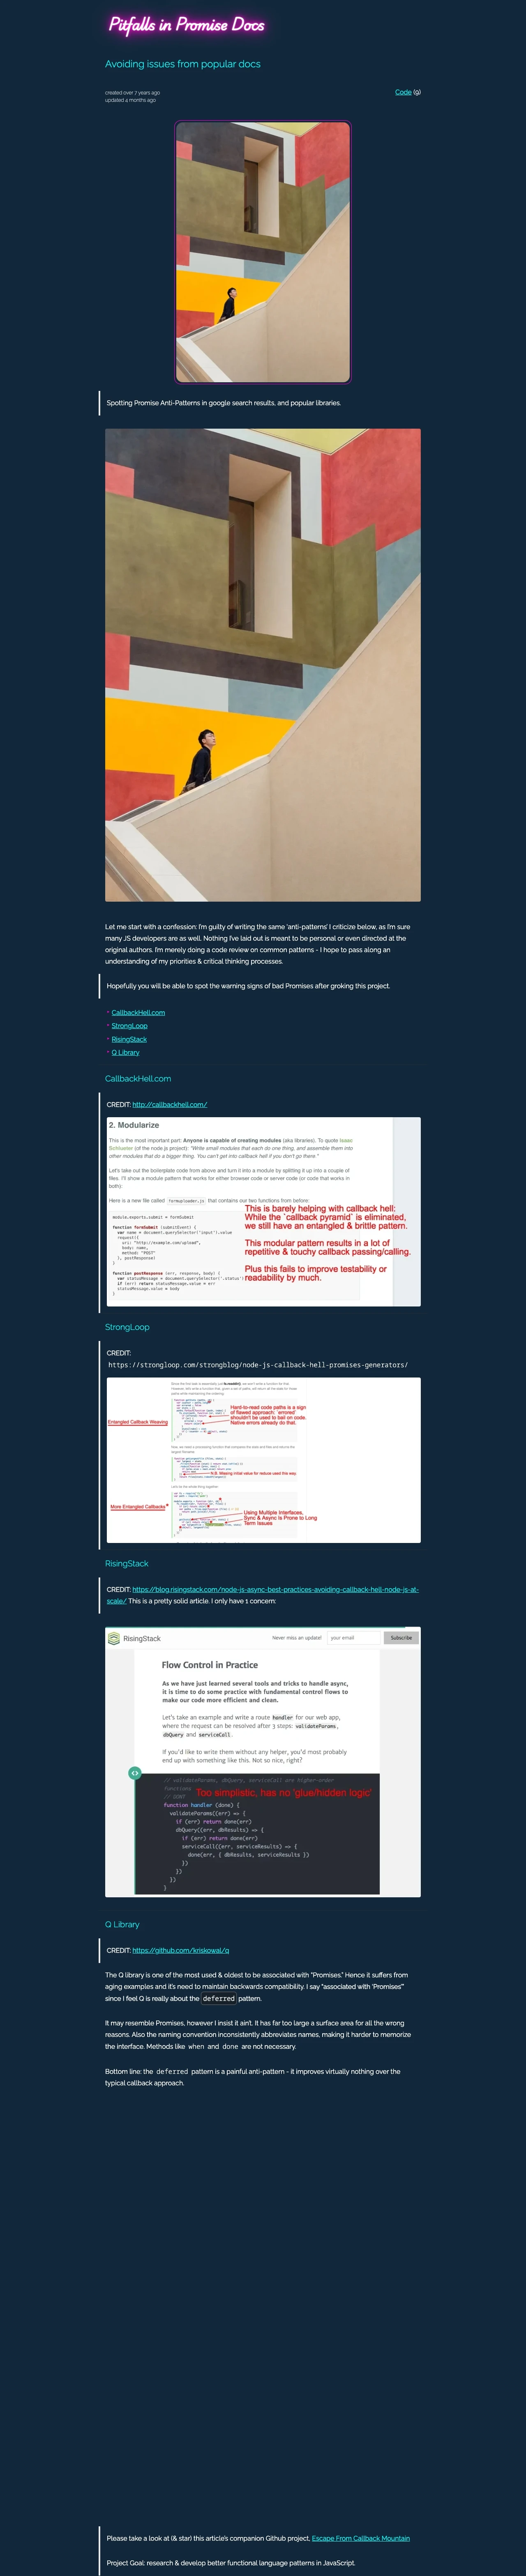 Pitfalls in Promise Docs
Avoiding issues from popular docs
created over 7 years ago
updated 4 months ago
Code (9)
Spotting Promise Anti-Patterns in google search results, and popular libraries.
Let me start with a confession: I'm guilty of writing the same 'anti-patterns' I criticize below, as I'm sure
many JS developers are as well. Nothing I've laid out is meant to be personal or even directed at the
original authors. I'm merely doing a code review on common patterns - I hope to pass along an
understanding of my priorities & critical thinking processes.
Hopefully you will be able to spot the warning signs of bad Promises after groking this project.
CallbackHell.com
StrongLoop
RisingStack
Q Library
CallbackHell.com
CREDIT: http://callbackhell.com/
2. Modularize
This is the most important part: Anyone is capable of creating modules (aka libraries). To quote Isaac
Schlueter (of the node.js project): "Write small modules that each do one thing, and assemble them into
other modules that do a bigger thing. You can't get into callback hell if you don't go there."
Let's take out the boilerplate code from above and turn it into a module by splitting it up into a couple of
files. I'll show a module pattern that works for either browser code or server code (or code that works in
both):
Here is a new file called formuploader.js that contains our two functions from before:
module.exports.submit = formSubmit
function formSubmit (submitEvent) {
var name = document.querySelector('input').value
request({
uri: "http://example.com/upload",
body: name,
method: "POST"
}, postResponse)
}
function postResponse (err, response, body) {
var statusMessage = document.querySelector('.status')
if (err) return statusMessage.value = err
statusMessage.value = body
}
This is barely helping with callback hell:
While the `callback pyramid` is eliminated,
we still have an entangled & brittle pattern.
This modular pattern results in a lot of
repetitive & touchy callback passing/calling.
Plus this fails to improve testability or
readability by much.
StrongLoop
CREDIT:
https://strongloop.com/strongblog/node-js-callback-hell-promises-generators/
Entangled Callback Weaving
Hard-to-read code paths is a sign
of flawed approach: `errored`
shouldn't be used to bail on code.
Native errors already do that.
N.B. Missing initial value for reduce used this way
More Entangled Callbacks
Using Multiple Interfaces,
Sync & Async is Prone to Long
Term Issues
RisingStack
CREDIT: https://blog.risingstack.com/node-js-async-best-practices-avoiding-callback-hell-node-js-at-
scale/ This is a pretty solid article. I only have 1 concern:
RisingStack
Never miss an update!
your email
Subscribe
Flow Control in Practice
As we have just learned several tools and tricks to handle async,
it is time to do some practice with fundamental control flows to
make our code more efficient and clean.
Let's take an example and write a route handler for our web app,
where the request can be resolved after 3 steps: validateParams,
dbQuery and serviceCall.
If you'd like to write them without any helper, you'd most probably
end up with something like this. Not so nice, right?
// validateParams, dbQuery, serviceCall are higher-order
functions
// DONT
Too simplistic, has no 'glue/hidden logic'
function handler (done) {
validateParams((err) => {
if (err) return done(err)
dbQuery((err, dbResults) => {
if (err) return done(err)
serviceCall((err, serviceResults) => {
done(err, { dbResults, serviceResults })
})
})
})
}
Q Library
CREDIT: https://github.com/kriskowal/q
The Q library is one of the most used & oldest to be associated with "Promises." Hence it suffers from
aging examples and it's need to maintain backwards compatibility. I say "associated with 'Promises'"
since I feel Q is really about the deferred pattern.
It may resemble Promises, however I insist it ain't. It has far too large a surface area for all the wrong
reasons. Also the naming convention inconsistently abbreviates names, making it harder to memorize
the interface. Methods like when and done are not necessary.
Bottom line: the deferred pattern is a painful anti-pattern - it improves virtually nothing over the
typical callback approach.
Please take a look at (& star) this article's companion Github project, Escape From Callback Mountain
Project Goal: research & develop better functional language patterns in JavaScript.